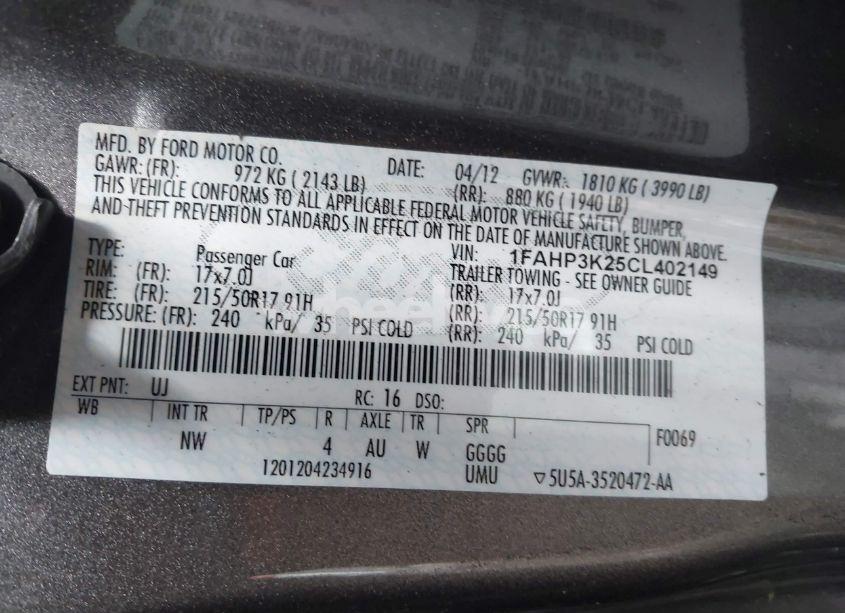 MFD. BY FORD MOTOR CO. DATE: 04/12 GVWR: 1810 KG ( 3990 LB)
GAWR: (FR): 972 KG ( 2143 LB) (RR): 880 KG ( 1940 LB)
THIS VEHICLE CONFORMS TO ALL APPLICABLE FEDERAL MOTOR VEHICLE SAFETY, BUMPER,
AND THEFT PREVENTION STANDARDS IN EFFECT ON THE DATE OF MANUFACTURE SHOWN ABOVE.
VIN: 1FAHP3K25CL402149
TYPE: Passenger Car TRAILER TOWING - SEE OWNER GUIDE
RIM: (FR): 17x7.0J (RR): 17x7.0J
TIRE: (FR): 215/50R17 91H (RR): 215/50R17 91H
PRESSURE: (FR): 240 kPa/ 35 PSI COLD (RR): 240 kPa/ 35 PSI COLD
EXT PNT: UJ RC: 16 DSO:
WB INT TR TP/PS R AXLE TR SPR F0069
NW 4 AU W GGGG
1201204234916 UMU ▽5U5A-3520472-AA